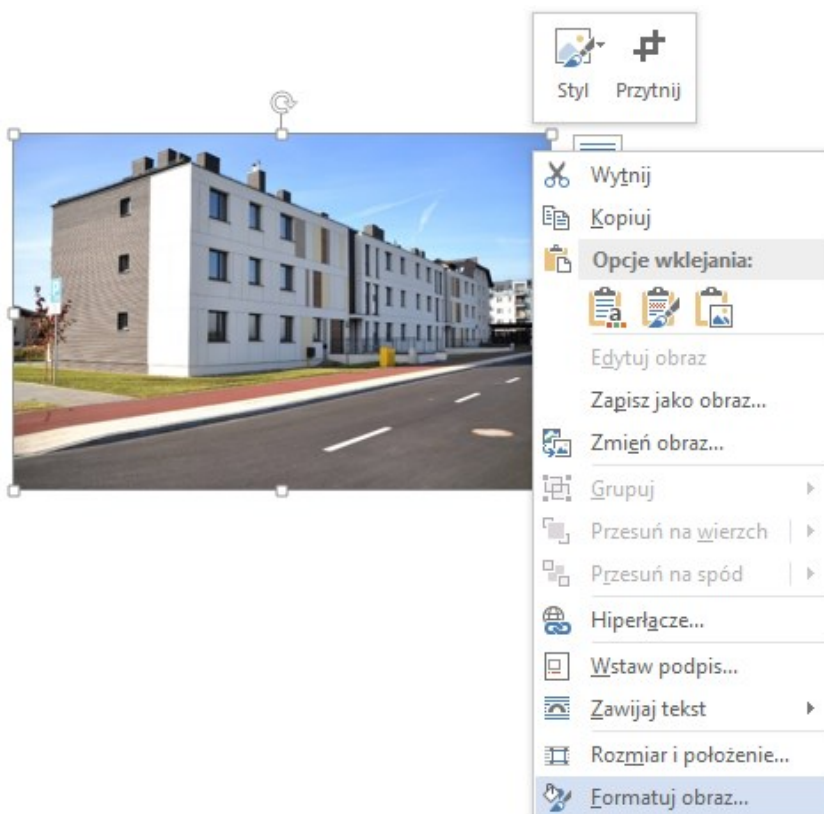 Styl Przytnij
Wytnij
Kopiuj
Opcje wklejania:
Edytuj obraz
Zapisz jako obraz...
Zmień obraz...
Grupuj
Przesuń na wierzch
Przesuń na spód
Hiperłącze...
Wstaw podpis...
Zawijaj tekst
Rozmiar i położenie...
Formatuj obraz...